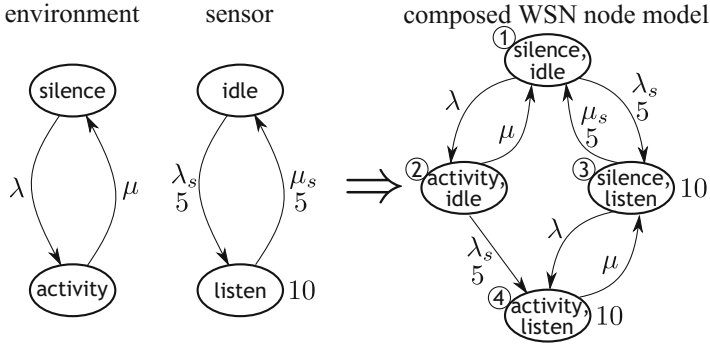 environment
sensor
composed WSN node model
silence
activity
λ
μ
idle
listen
10
λₛ
5
μₛ
5
⇒
①
silence,
idle
λ
μ
μₛ
5
λₛ
5
②
activity,
idle
③
silence,
listen
10
λₛ
5
λ
μ
④
activity,
listen
10